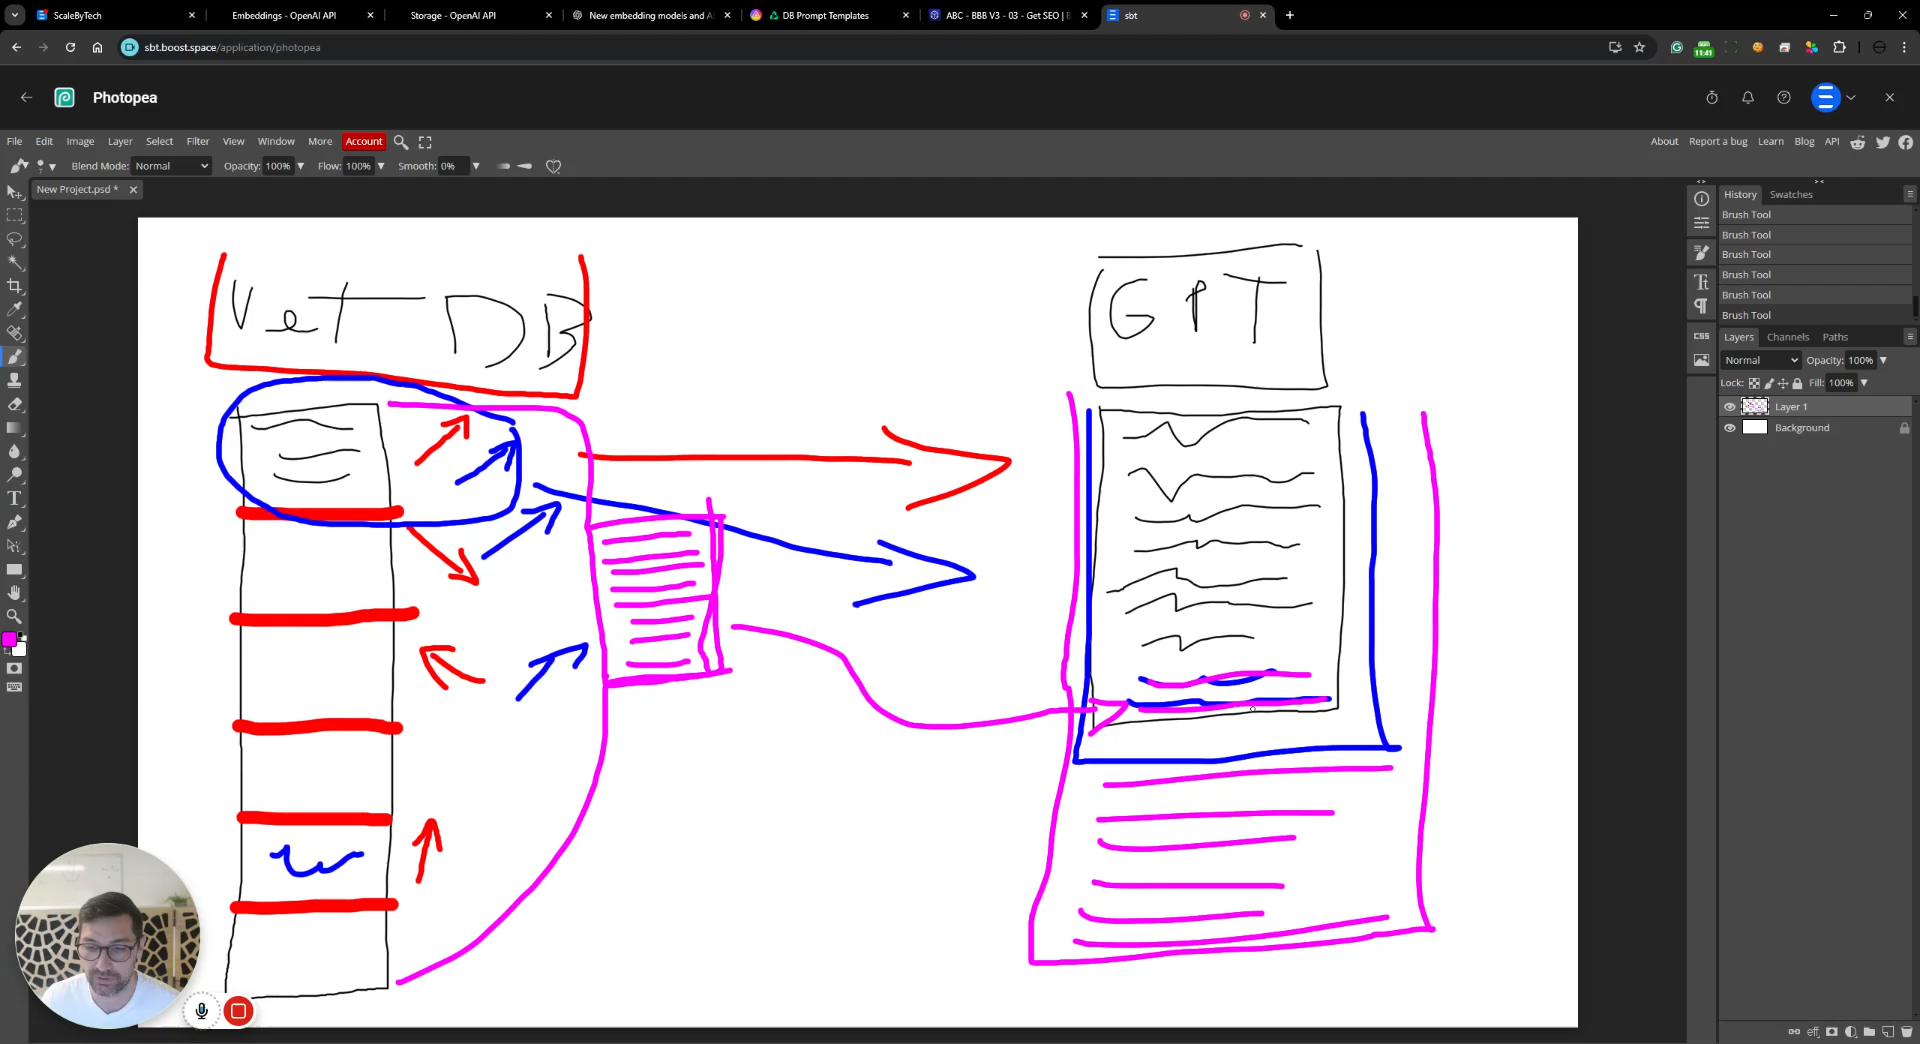 ScaleByTech
Embeddings - OpenAI API
Storage - OpenAI API
New embedding models and A
DB Prompt Templates
ABC - BBB V3 - 03 - Get SEO | B
sbt
sbt.boost.space/application/photopea
11:41
Photopea
File Edit Image Layer Select Filter View Window More Account
About Report a bug Learn Blog API
Blend Mode: Normal Opacity: 100% Flow: 100% Smooth: 0%
New Project.psd *
History Swatches
Brush Tool
Brush Tool
Brush Tool
Brush Tool
Brush Tool
Brush Tool
CSS
Layers Channels Paths
Normal Opacity: 100%
Lock: Fill: 100%
Layer 1
Background
eff
VeT DB
GPT